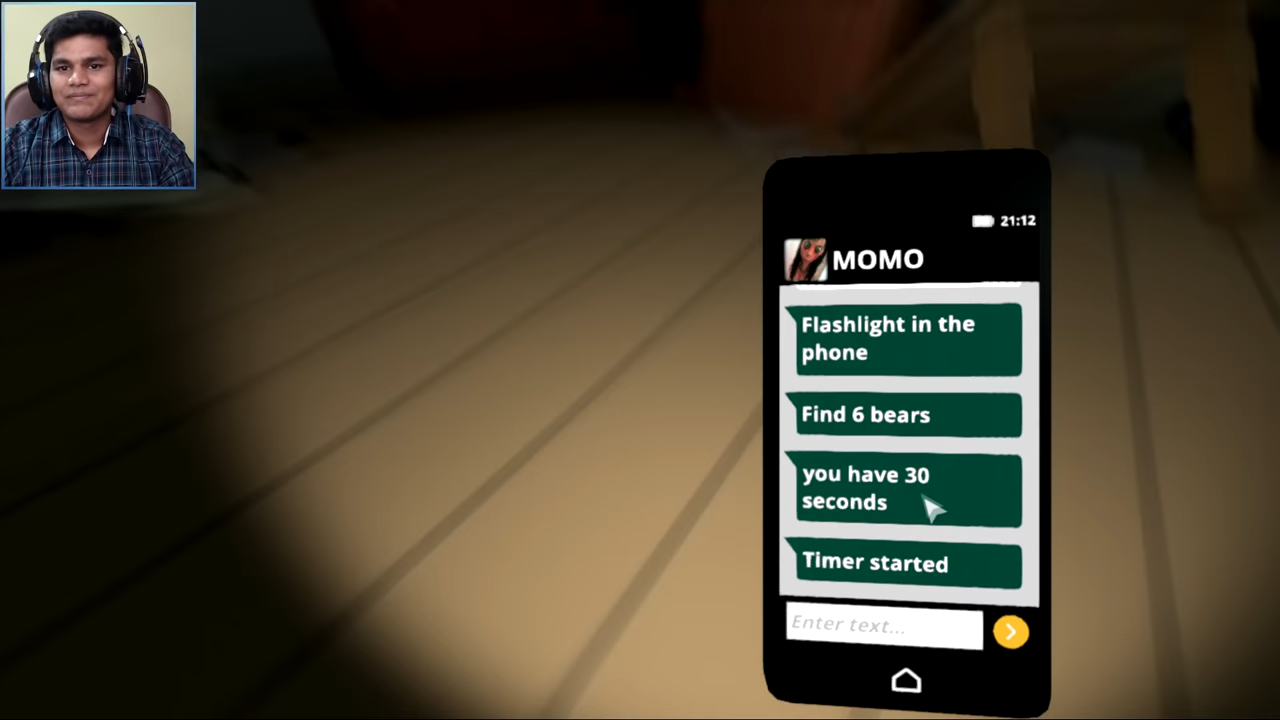 21:12
MOMO
Flashlight in the
phone
Find 6 bears
you have 30
seconds
Timer started
Enter text...